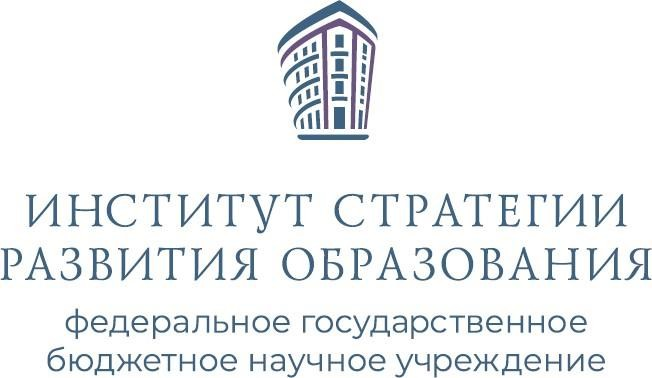 ИНСТИТУТ СТРАТЕГИИ
РАЗВИТИЯ ОБРАЗОВАНИЯ
федеральное государственное
бюджетное научное учреждение